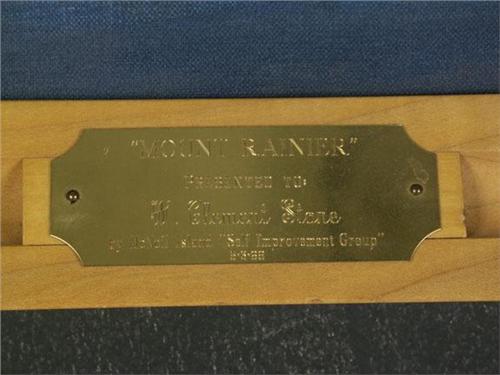 "MOUNT RAINIER"
PRESENTED TO:
W. Clement Stone
by McNeil Island "Self Improvement Group"